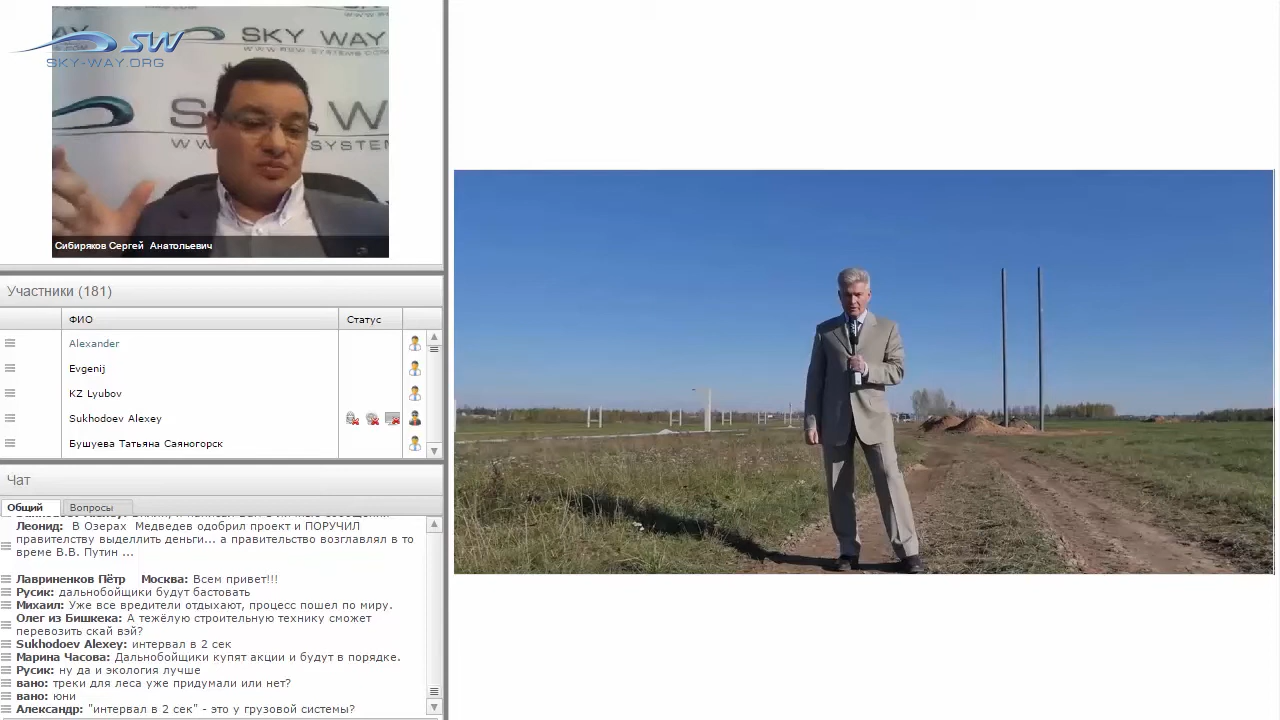 SKY WAY
SW
SKY-WAY.ORG
Сибиряков Сергей Анатольевич
Участники (181)
ФИО
Статус
Alexander
Evgenij
KZ Lyubov
Sukhodoev Alexey
Бушуева Татьяна Саяногорск
Чат
Общий
Вопросы
Леонид: В Озерах Медведев одобрил проект и ПОРУЧИЛ
правительству выделлить деньги... а правительство возглавлял в то
время В.В. Путин ...
Лавриненков Пётр Москва: Всем привет!!!
Русик: дальнобойщики будут бастовать
Михаил: Уже все вредители отдыхают, процесс пошел по миру.
Олег из Бишкека: А тяжёлую строительную технику сможет
перевозить скай вэй?
Sukhodoev Alexey: интервал в 2 сек
Марина Часова: Дальнобойщики купят акции и будут в порядке.
Русик: ну да и экология лучше
вано: треки для леса уже придумали или нет?
вано: юни
Александр: "интервал в 2 сек" - это у грузовой системы?